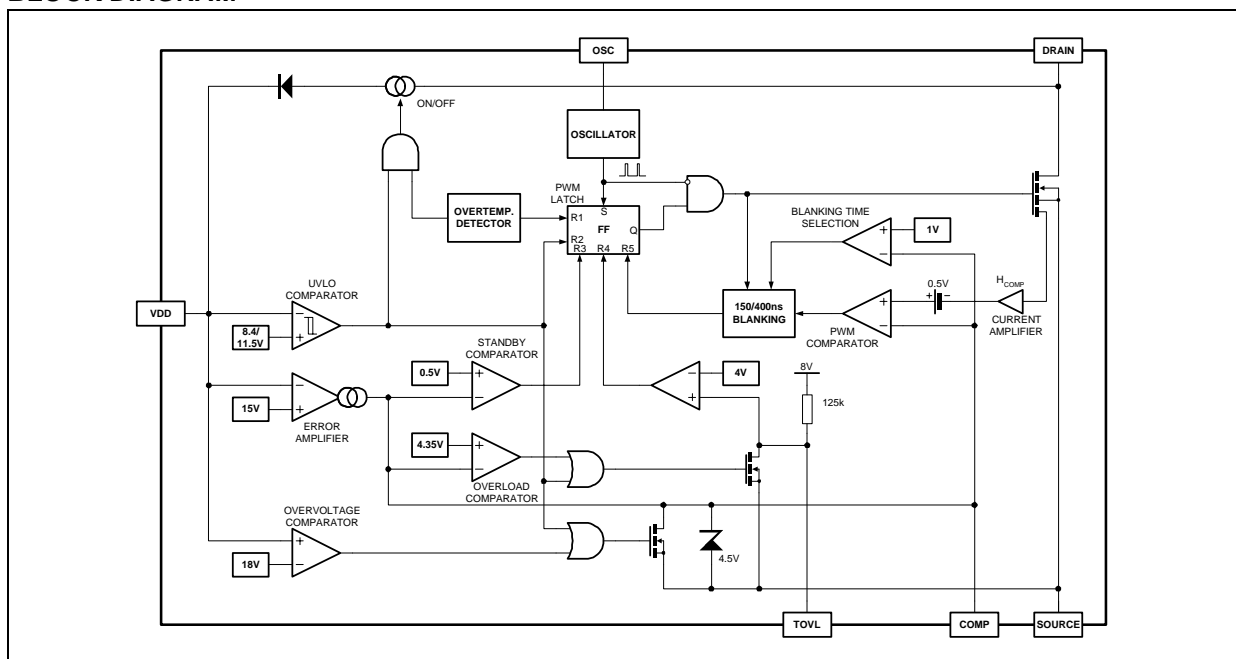 BLOCK DIAGRAM
OSC
DRAIN
ON/OFF
OSCILLATOR
PWM
LATCH
OVERTEMP.
DETECTOR
R1
S
FF
Q
R2
R3
R4
R5
BLANKING TIME
SELECTION
+
1V
−
UVLO
COMPARATOR
VDD
−
+
8.4/
11.5V
150/400ns
BLANKING
+
−
PWM
COMPARATOR
0.5V
+
−
HCOMP
CURRENT
AMPLIFIER
STANDBY
COMPARATOR
0.5V
+
−
4V
−
+
8V
125k
−
15V
+
ERROR
AMPLIFIER
4.35V
+
−
OVERLOAD
COMPARATOR
OVERVOLTAGE
COMPARATOR
+
18V
−
4.5V
TOVL
COMP
SOURCE